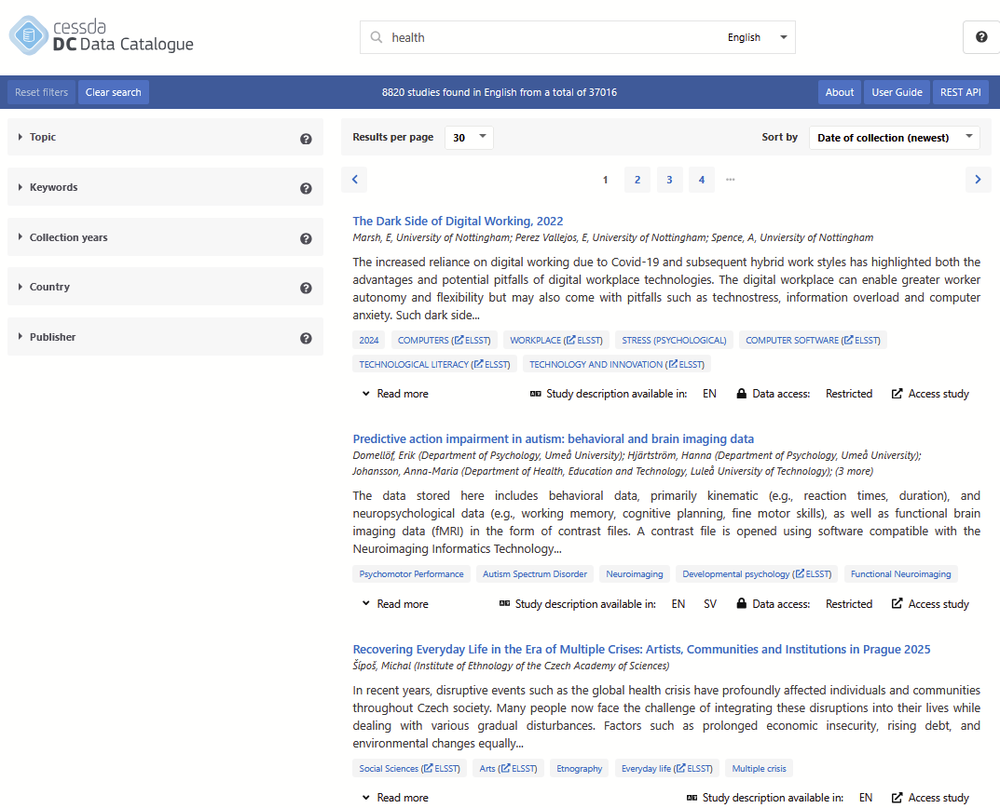 cessda
DC Data Catalogue
health
English
Reset filters
Clear search
8820 studies found in English from a total of 37016
About
User Guide
REST API
Topic
Keywords
Collection years
Country
Publisher
Results per page
30
Sort by
Date of collection (newest)
1
2
3
4
The Dark Side of Digital Working, 2022
Marsh, E, University of Nottingham; Perez Vallejos, E, University of Nottingham; Spence, A, Unviersity of Nottingham
The increased reliance on digital working due to Covid-19 and subsequent hybrid work styles has highlighted both the
advantages and potential pitfalls of digital workplace technologies. The digital workplace can enable greater worker
autonomy and flexibility but may also come with pitfalls such as technostress, information overload and computer
anxiety. Such dark side...
2024 COMPUTERS (ELSST) WORKPLACE (ELSST) STRESS (PSYCHOLOGICAL) COMPUTER SOFTWARE (ELSST)
TECHNOLOGICAL LITERACY (ELSST) TECHNOLOGY AND INNOVATION (ELSST)
Read more Study description available in: EN Data access: Restricted Access study
Predictive action impairment in autism: behavioral and brain imaging data
Domellöf, Erik (Department of Psychology, Umeå University); Hjärtström, Hanna (Department of Psychology, Umeå University);
Johansson, Anna-Maria (Department of Health, Education and Technology, Luleå University of Technology); (3 more)
The data stored here includes behavioral data, primarily kinematic (e.g., reaction times, duration), and
neuropsychological data (e.g., working memory, cognitive planning, fine motor skills), as well as functional brain
imaging data (fMRI) in the form of contrast files. A contrast file is opened using software compatible with the
Neuroimaging Informatics Technology...
Psychomotor Performance Autism Spectrum Disorder Neuroimaging Developmental psychology (ELSST) Functional Neuroimaging
Read more Study description available in: EN SV Data access: Restricted Access study
Recovering Everyday Life in the Era of Multiple Crises: Artists, Communities and Institutions in Prague 2025
Šípoš, Michal (Institute of Ethnology of the Czech Academy of Sciences)
In recent years, disruptive events such as the global health crisis have profoundly affected individuals and communities
throughout Czech society. Many people now face the challenge of integrating these disruptions into their lives while
dealing with various gradual disturbances. Factors such as prolonged economic insecurity, rising debt, and
environmental changes equally...
Social Sciences (ELSST) Arts (ELSST) Etnography Everyday life (ELSST) Multiple crisis
Read more Study description available in: EN Access study